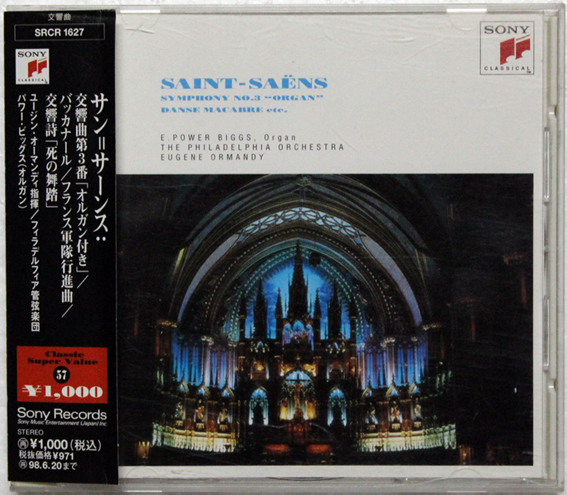 交響曲
SRCR 1627
SONY
CLASSICAL
サン=サーンス:
交響曲第3番「オルガン付き」/
バッカナール/フランス軍隊行進曲/
交響詩「死の舞踏」
ユージン・オーマンディ指揮/フィラデルフィア管弦楽団
パワー・ビッグス(オルガン)
Classic
Super Value
57
¥1,000
Sony Records
Sony Music Entertainment (Japan) Inc.
STEREO
¥1,000(税込)
税抜価格¥971
98.6.20まで
SONY
CLASSICAL
SAINT-SAËNS
SYMPHONY NO.3 “ORGAN”
DANSE MACABRE etc.
E.POWER BIGGS, Organ
THE PHILADELPHIA ORCHESTRA
EUGENE ORMANDY